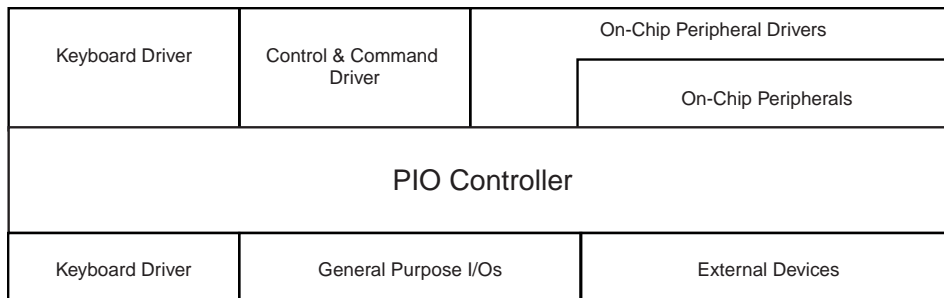 On-Chip Peripheral Drivers
Keyboard Driver
Control & Command
Driver
On-Chip Peripherals
PIO Controller
Keyboard Driver
General Purpose I/Os
External Devices